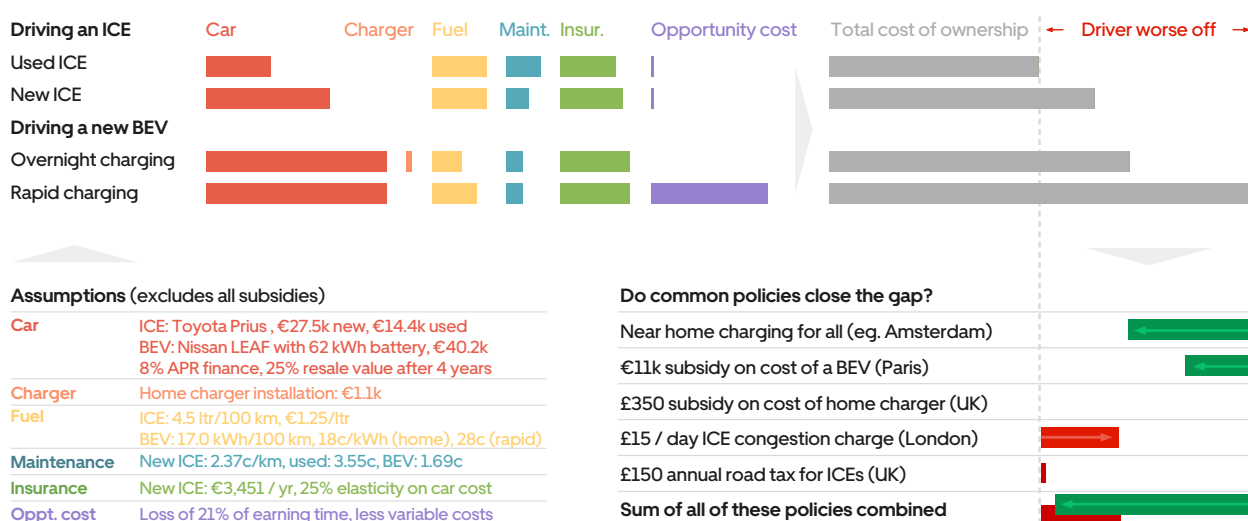 Driving an ICE Car Charger Fuel Maint. Insur. Opportunity cost Total cost of ownership Driver worse off
Used ICE
New ICE
Driving a new BEV
Overnight charging
Rapid charging
Assumptions (excludes all subsidies)
Car ICE: Toyota Prius , €27.5k new, €14.4k used
BEV: Nissan LEAF with 62 kWh battery, €40.2k
8% APR finance, 25% resale value after 4 years
Charger Home charger installation: €1.1k
Fuel ICE: 4.5 ltr/100 km, €1.25/ltr
BEV: 17.0 kWh/100 km, 18c/kWh (home), 28c (rapid)
Maintenance New ICE: 2.37c/km, used: 3.55c, BEV: 1.69c
Insurance New ICE: €3,451 / yr, 25% elasticity on car cost
Oppt. cost Loss of 21% of earning time, less variable costs
Do common policies close the gap?
Near home charging for all (eg. Amsterdam)
€11k subsidy on cost of a BEV (Paris)
£350 subsidy on cost of home charger (UK)
£15 / day ICE congestion charge (London)
£150 annual road tax for ICEs (UK)
Sum of all of these policies combined